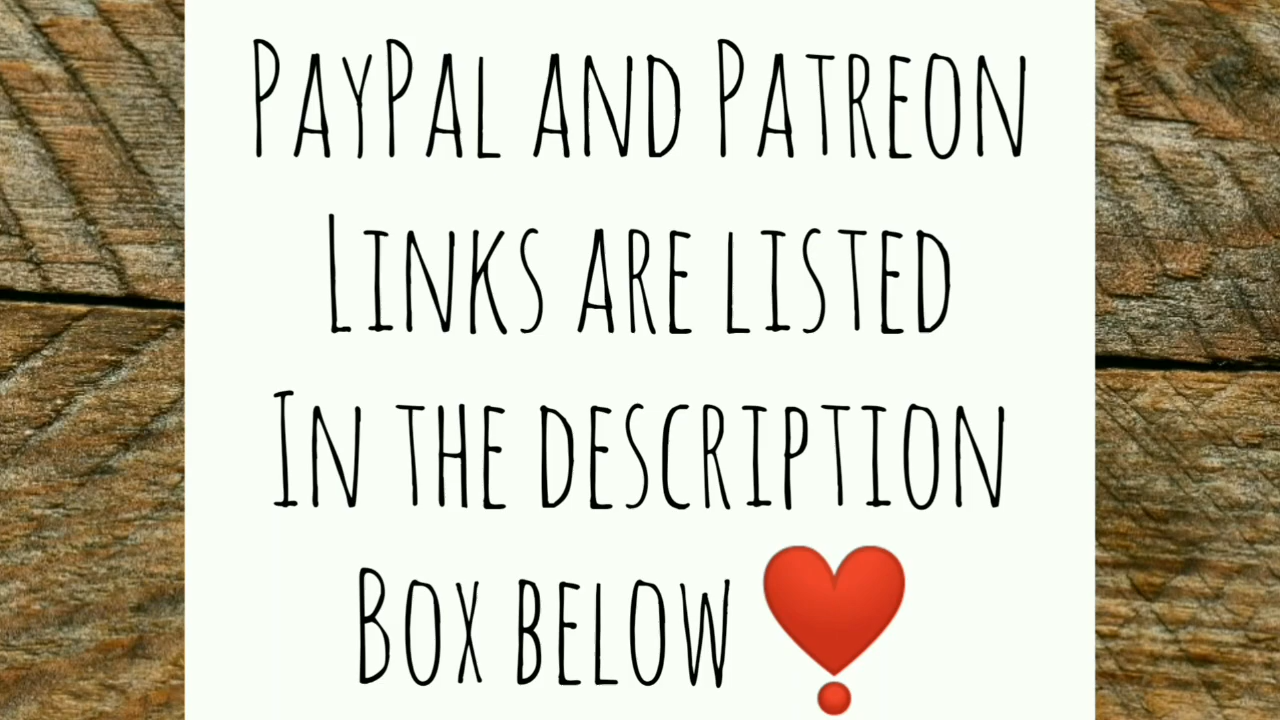 PayPal and Patreon
Links are listed
In the description
Box below ❣️